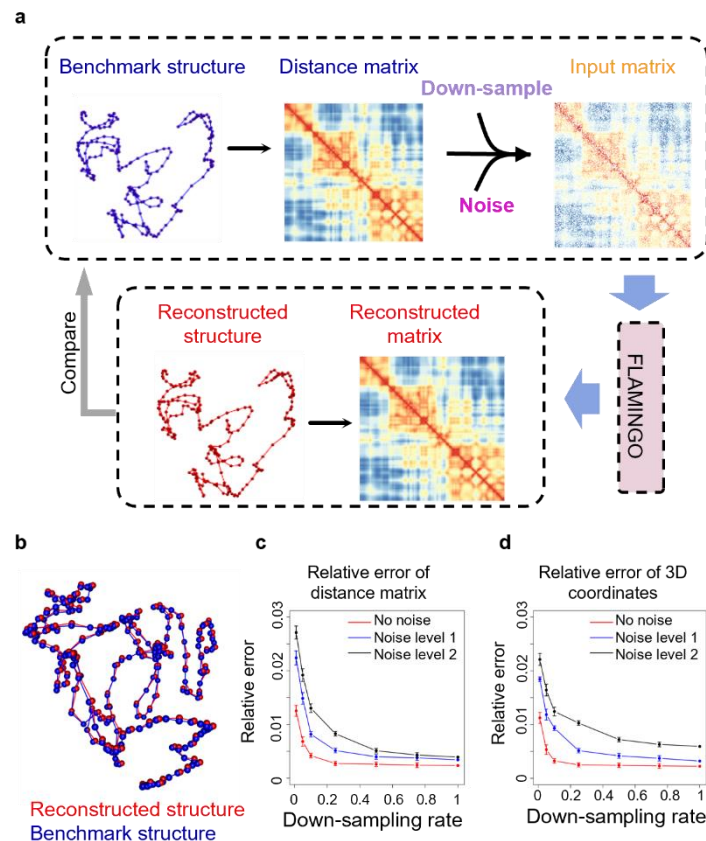 a
Benchmark structure
Distance matrix
Input matrix
Down-sample
Noise
Compare
Reconstructed
structure
Reconstructed
matrix
FLAMINGO
b
Reconstructed structure
Benchmark structure
c
Relative error of
distance matrix
Relative error
0.03
0.02
0.01
0
No noise
Noise level 1
Noise level 2
0 0.2 0.4 0.6 0.8 1
Down-sampling rate
d
Relative error of 3D
coordinates
Relative error
0.03
0.02
0.01
0
No noise
Noise level 1
Noise level 2
0 0.2 0.4 0.6 0.8 1
Down-sampling rate